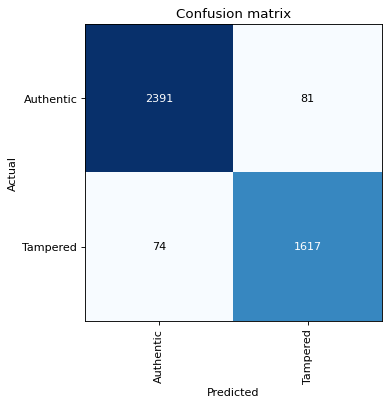 Confusion matrix
Actual
Authentic
2391
81
Tampered
74
1617
Authentic
Tampered
Predicted